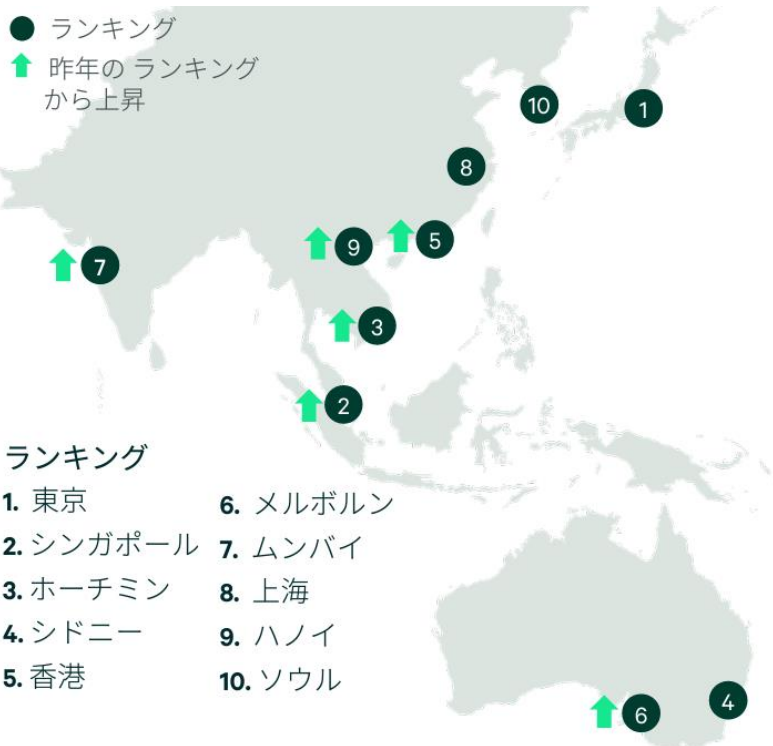 ランキング
昨年の ランキング
から上昇
10
1
8
9
5
7
3
2
ランキング
1. 東京
2. シンガポール
3. ホーチミン
4. シドニー
5. 香港
6. メルボルン
7. ムンバイ
8. 上海
9. ハノイ
10. ソウル
6
4